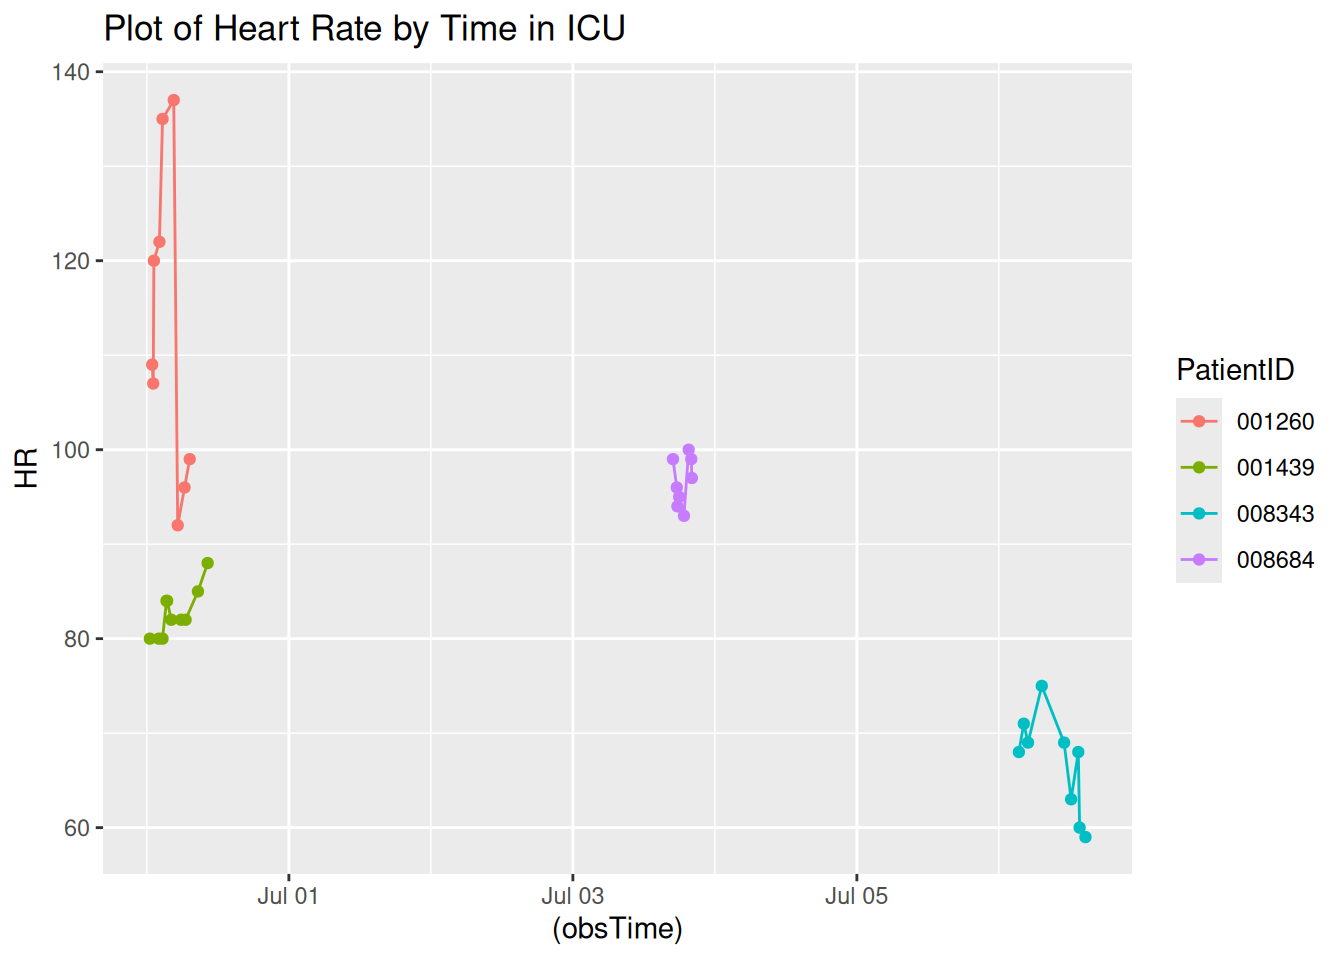 Plot of Heart Rate by Time in ICU
140
120
100
80
60
HR
Jul 01
Jul 03
Jul 05
(obsTime)
PatientID
001260
001439
008343
008684